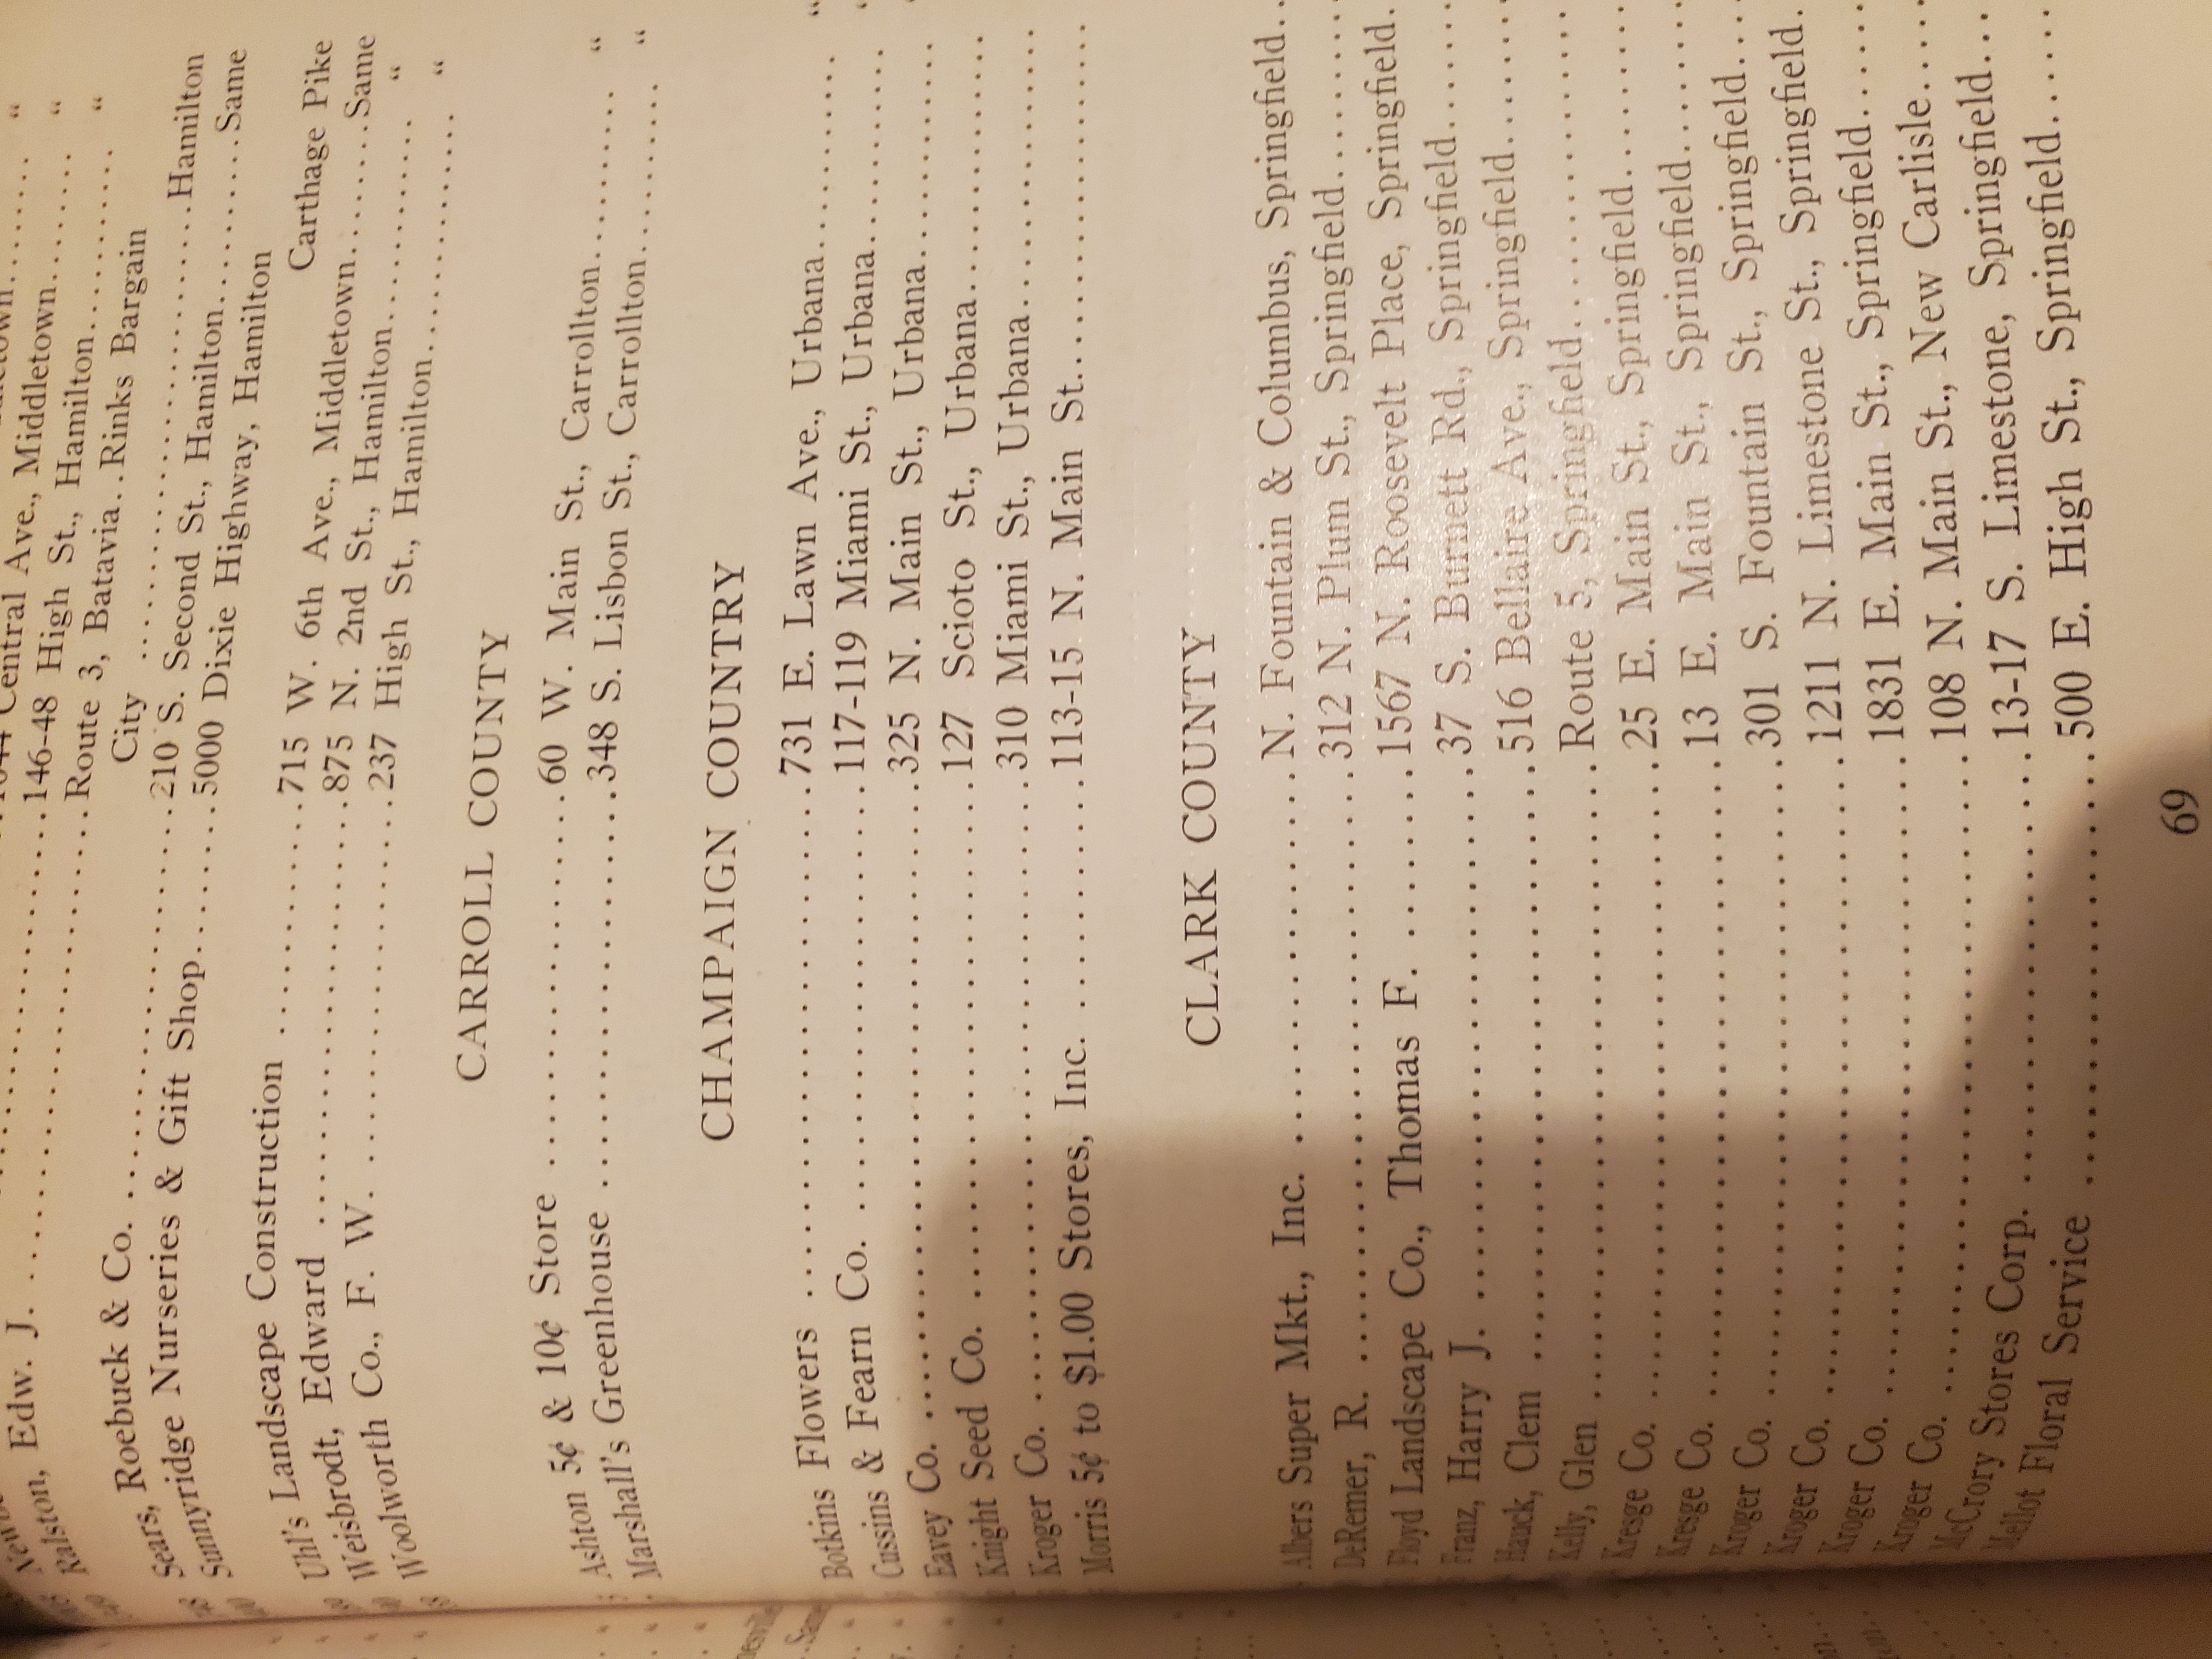 Central Ave., Middletown........ "
Ralston, Edw. J. ........146-48 High St., Hamilton........ "
........Route 3, Batavia..Rinks Bargain
City ........Hamilton
Sears, Roebuck & Co. ........210 S. Second St., Hamilton........Same
Sunnyridge Nurseries & Gift Shop........5000 Dixie Highway, Hamilton
Carthage Pike
Uhl's Landscape Construction ........715 W. 6th Ave., Middletown........Same
Weisbrodt, Edward ........875 N. 2nd St., Hamilton........ "
Woolworth Co., F. W. ........237 High St., Hamilton........ "
CARROLL COUNTY
Ashton 5¢ & 10¢ Store ........60 W. Main St., Carrollton........ "
Marshall's Greenhouse ........348 S. Lisbon St., Carrollton........ "
CHAMPAIGN COUNTRY
Botkins Flowers ........731 E. Lawn Ave., Urbana........ "
Cussins & Fearn Co. ........117-119 Miami St., Urbana........ "
Eavey Co. ........325 N. Main St., Urbana........
Knight Seed Co. ........127 Scioto St., Urbana........
Kroger Co. ........310 Miami St., Urbana........
Morris 5¢ to $1.00 Stores, Inc. ........113-15 N. Main St.........
CLARK COUNTY
Albers Super Mkt., Inc. ........N. Fountain & Columbus, Springfield..
DeRemer, R. ........312 N. Plum St., Springfield........
Floyd Landscape Co., Thomas F. ........1567 N. Roosevelt Place, Springfield.
Franz, Harry J. ........37 S. Burnett Rd., Springfield........
Hauck, Clem ........516 Bellaire Ave., Springfield........
Kelly, Glen ........Route 5, Springfield........
Kresge Co. ........25 E. Main St., Springfield........
Kresge Co. ........13 E. Main St., Springfield........
Kroger Co. ........301 S. Fountain St., Springfield....
Kroger Co. ........1211 N. Limestone St., Springfield.
Kroger Co. ........1831 E. Main St., Springfield........
Kroger Co. ........108 N. Main St., New Carlisle....
McCrory Stores Corp. ........13-17 S. Limestone, Springfield...
Mellot Floral Service ........500 E. High St., Springfield......
69